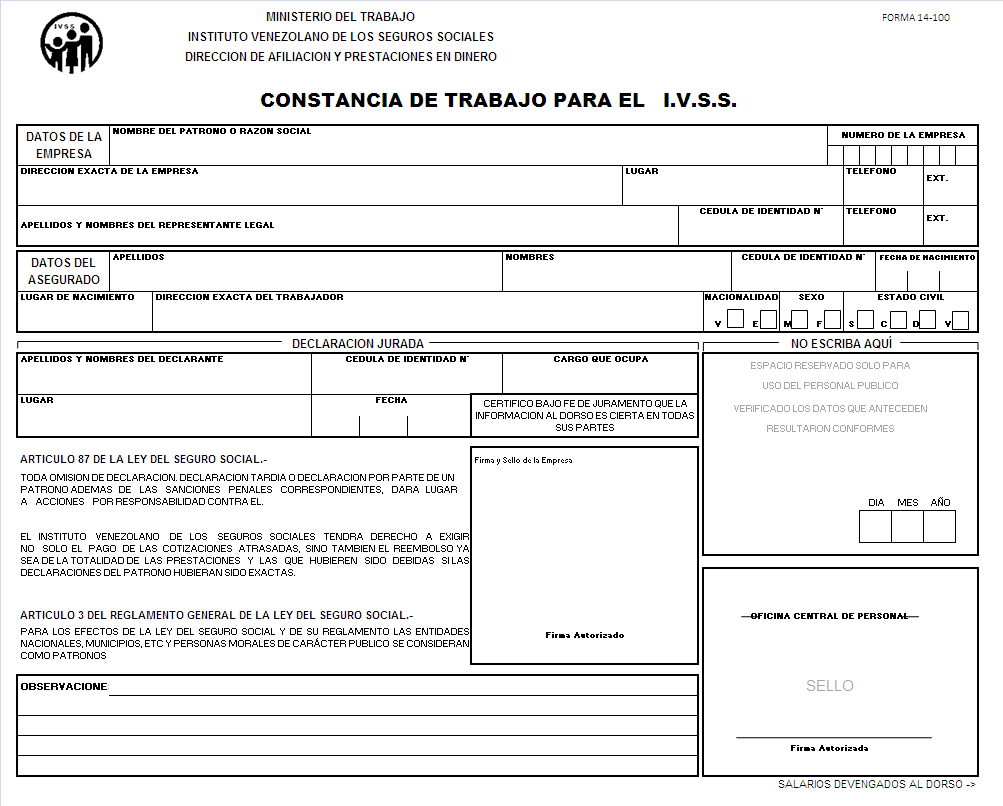 IVSS
MINISTERIO DEL TRABAJO
FORMA 14-100
INSTITUTO VENEZOLANO DE LOS SEGUROS SOCIALES
DIRECCION DE AFILIACION Y PRESTACIONES EN DINERO
CONSTANCIA DE TRABAJO PARA EL I.V.S.S.
DATOS DE LA
EMPRESA
NOMBRE DEL PATRONO O RAZON SOCIAL
NUMERO DE LA EMPRESA
DIRECCION EXACTA DE LA EMPRESA
LUGAR
TELEFONO
EXT.
APELLIDOS Y NOMBRES DEL REPRESENTANTE LEGAL
CEDULA DE IDENTIDAD N°
TELEFONO
EXT.
DATOS DEL
ASEGURADO
APELLIDOS
NOMBRES
CEDULA DE IDENTIDAD N°
FECHA DE NACIMIENTO
LUGAR DE NACIMIENTO
DIRECCION EXACTA DEL TRABAJADOR
NACIONALIDAD
V E
SEXO
M F
ESTADO CIVIL
S C D V
DECLARACION JURADA
NO ESCRIBA AQUÍ
APELLIDOS Y NOMBRES DEL DECLARANTE
CEDULA DE IDENTIDAD N°
CARGO QUE OCUPA
LUGAR
FECHA
CERTIFICO BAJO FE DE JURAMENTO QUE LA
INFORMACION AL DORSO ES CIERTA EN TODAS
SUS PARTES
ESPACIO RESERVADO SOLO PARA
USO DEL PERSONAL PUBLICO
VERIFICADO LOS DATOS QUE ANTECEDEN
RESULTARON CONFORMES
DIA MES AÑO
ARTICULO 87 DE LA LEY DEL SEGURO SOCIAL.-
TODA OMISION DE DECLARACION. DECLARACION TARDIA O DECLARACION POR PARTE DE UN
PATRONO ADEMAS DE LAS SANCIONES PENALES CORRESPONDIENTES, DARA LUGAR
A ACCIONES POR RESPONSABILIDAD CONTRA EL.
EL INSTITUTO VENEZOLANO DE LOS SEGUROS SOCIALES TENDRA DERECHO A EXIGIR
NO SOLO EL PAGO DE LAS COTIZACIONES ATRASADAS, SINO TAMBIEN EL REEMBOLSO YA
SEA DE LA TOTALIDAD DE LAS PRESTACIONES Y LAS QUE HUBIEREN SIDO DEBIDAS SI LAS
DECLARACIONES DEL PATRONO HUBIERAN SIDO EXACTAS.
ARTICULO 3 DEL REGLAMENTO GENERAL DE LA LEY DEL SEGURO SOCIAL.-
PARA LOS EFECTOS DE LA LEY DEL SEGURO SOCIAL Y DE SU REGLAMENTO LAS ENTIDADES
NACIONALES, MUNICIPIOS, ETC Y PERSONAS MORALES DE CARÁCTER PUBLICO SE CONSIDERAN
COMO PATRONOS
Firma y Sello de la Empresa
Firma Autorizado
OFICINA CENTRAL DE PERSONAL
SELLO
Firma Autorizada
OBSERVACIONE:
SALARIOS DEVENGADOS AL DORSO ->